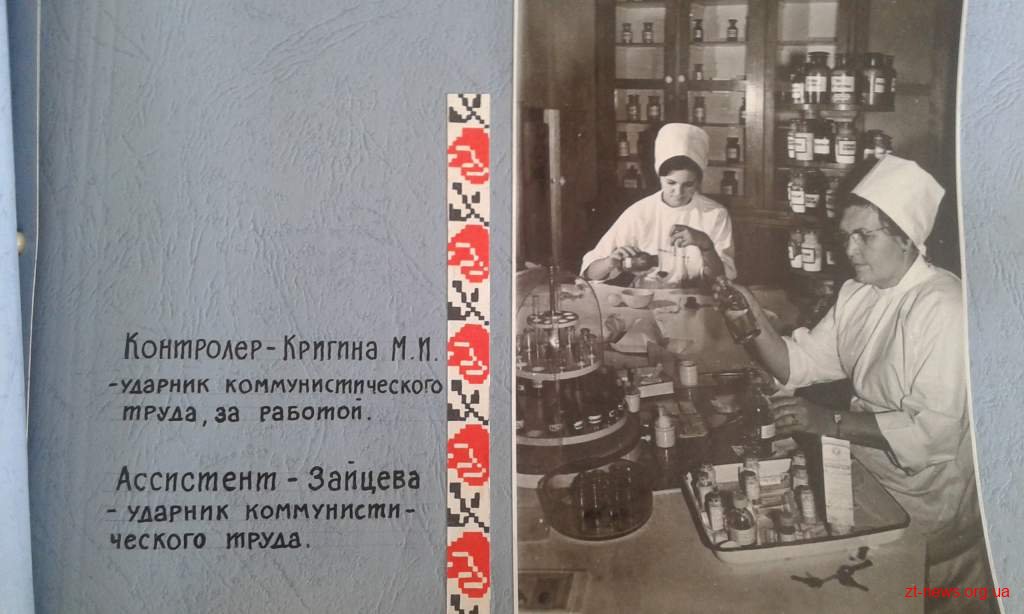 Контролер - Кригина М.И.
- ударник коммунистического
труда, за работой.
Ассистент - Зайцева
- ударник коммунисти-
ческого труда.
zt-news.org.ua